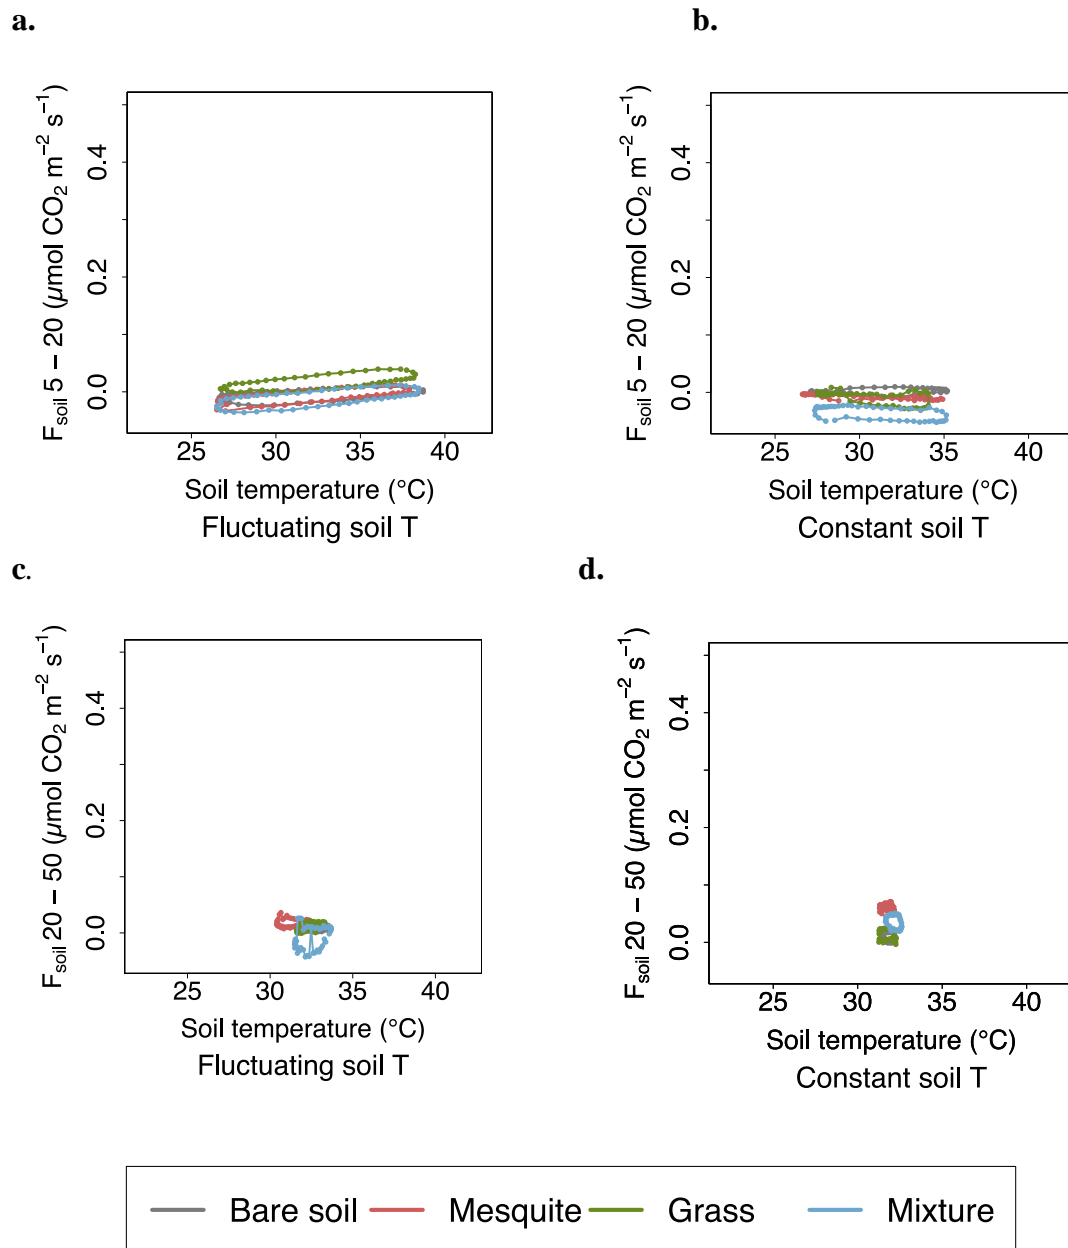 a.
F_soil 5 − 20 (μmol CO₂ m⁻² s⁻¹)
0.4
0.2
0.0
25 30 35 40
Soil temperature (°C)
Fluctuating soil T
b.
F_soil 5 − 20 (μmol CO₂ m⁻² s⁻¹)
0.4
0.2
0.0
25 30 35 40
Soil temperature (°C)
Constant soil T
c.
F_soil 20 − 50 (μmol CO₂ m⁻² s⁻¹)
0.4
0.2
0.0
25 30 35 40
Soil temperature (°C)
Fluctuating soil T
d.
F_soil 20 − 50 (μmol CO₂ m⁻² s⁻¹)
0.4
0.2
0.0
25 30 35 40
Soil temperature (°C)
Constant soil T
Bare soil Mesquite Grass Mixture